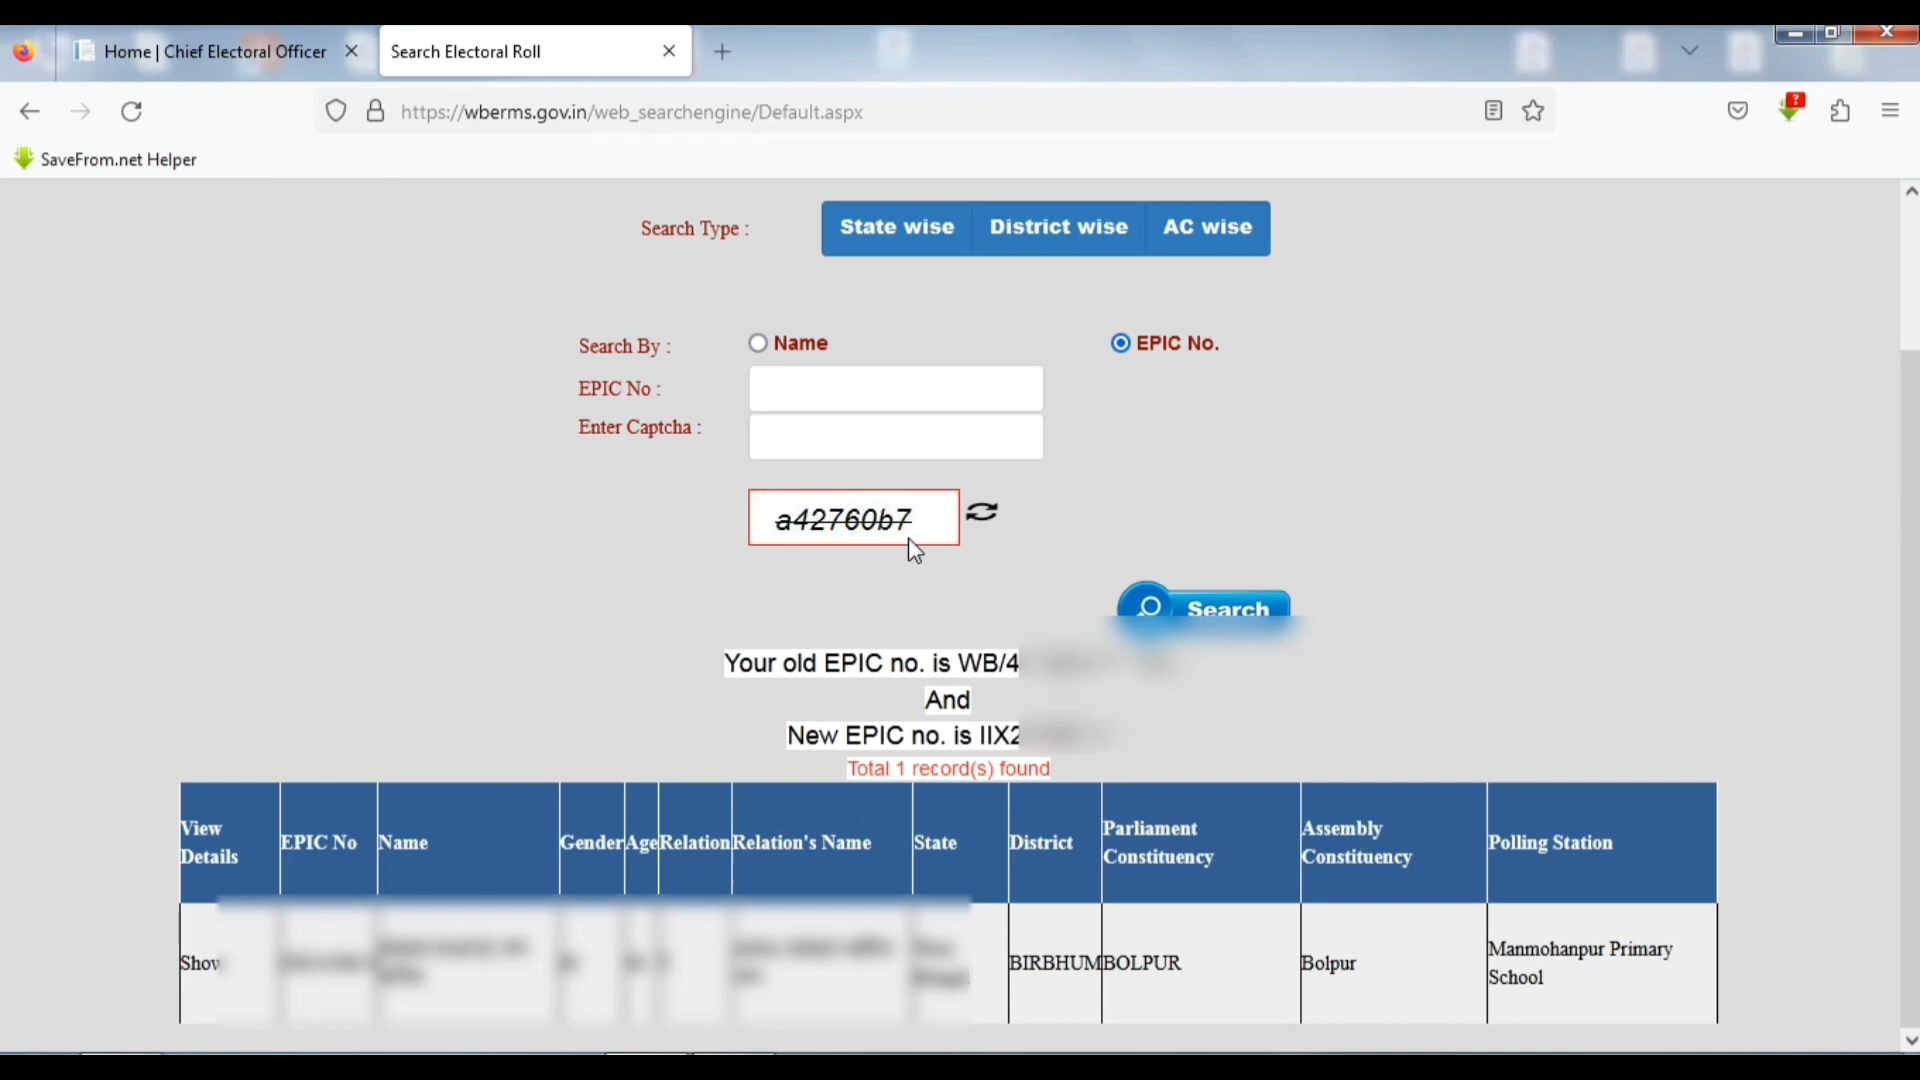 Home | Chief Electoral Officer
Search Electoral Roll
https://wberms.gov.in/web_searchengine/Default.aspx
?
SaveFrom.net Helper
Search Type :
State wise
District wise
AC wise
Search By :
Name
EPIC No.
EPIC No :
Enter Captcha :
a42760b7
Search
Your old EPIC no. is WB/4
And
New EPIC no. is IIX2
Total 1 record(s) found
View Details
EPIC No
Name
Gender
Age
Relation
Relation's Name
State
District
Parliament Constituency
Assembly Constituency
Polling Station
Show
BIRBHUM
BOLPUR
Bolpur
Manmohanpur Primary School